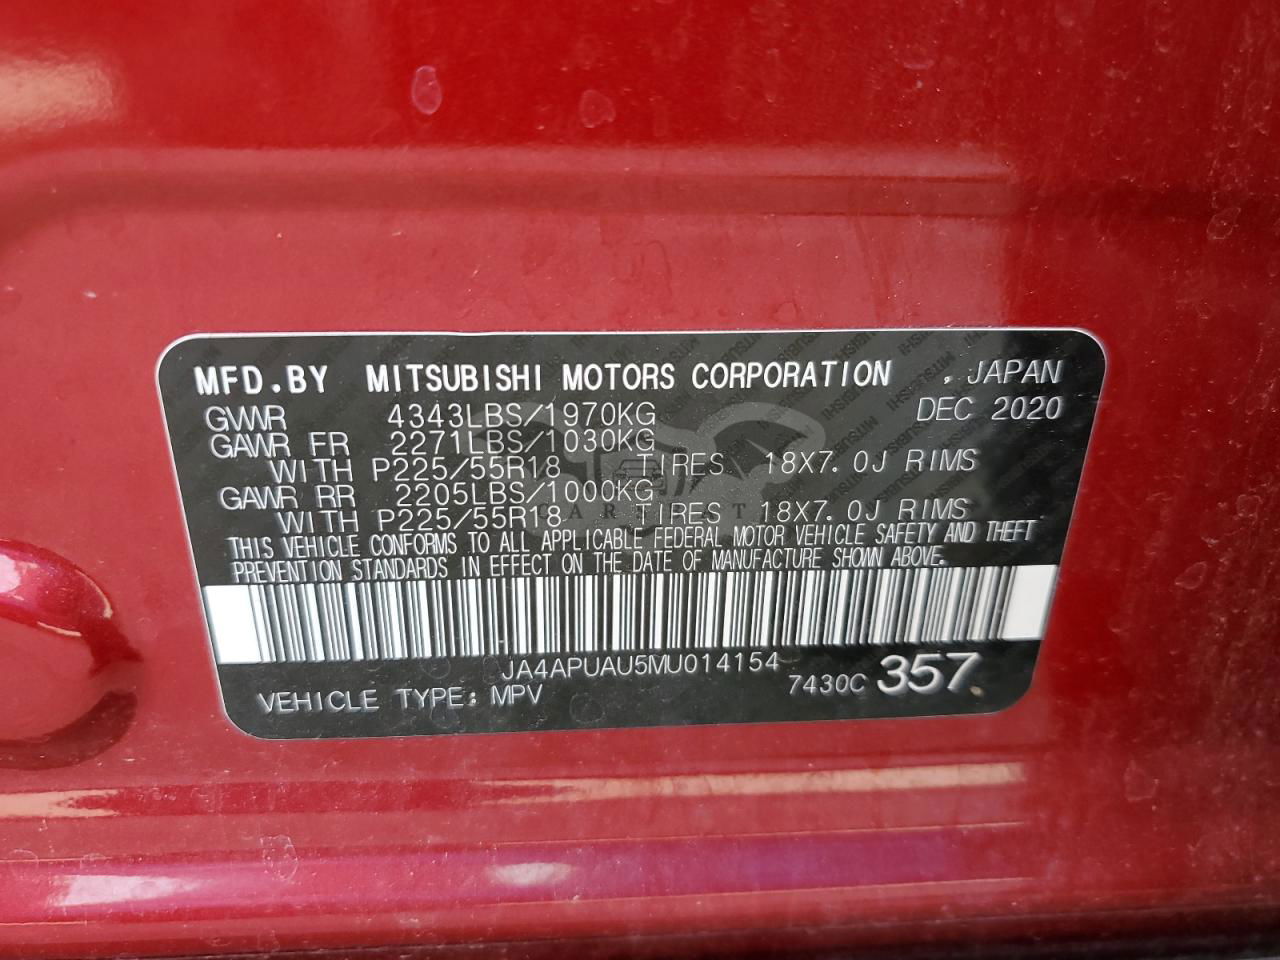 MFD.BY MITSUBISHI MOTORS CORPORATION , JAPAN
GVWR 4343LBS/1970KG DEC 2020
GAWR FR 2271LBS/1030KG
WITH P225/55R18 TIRES 18X7.0J RIMS
GAWR RR 2205LBS/1000KG
WITH P225/55R18 TIRES 18X7.0J RIMS
THIS VEHICLE CONFORMS TO ALL APPLICABLE FEDERAL MOTOR VEHICLE SAFETY AND THEFT
PREVENTION STANDARDS IN EFFECT ON THE DATE OF MANUFACTURE SHOWN ABOVE.
JA4APUAU5MU014154
VEHICLE TYPE: MPV 7430C 357